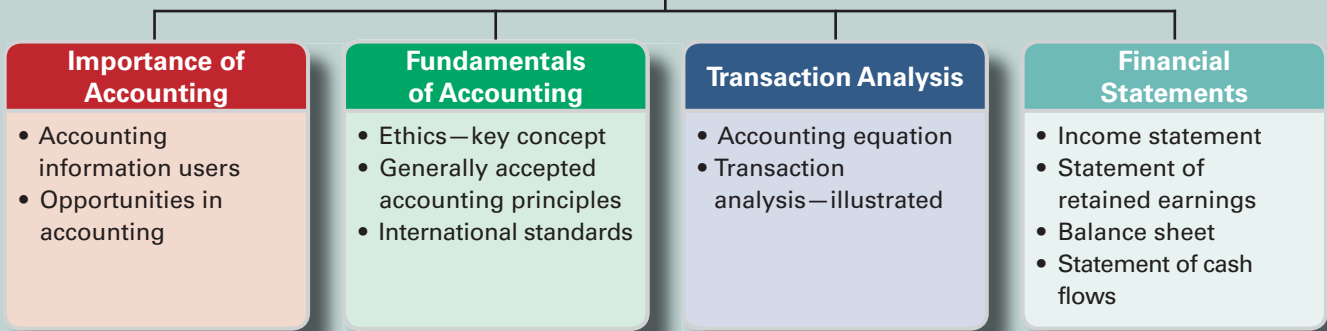 Importance of
Accounting
• Accounting
information users
• Opportunities in
accounting
Fundamentals
of Accounting
• Ethics—key concept
• Generally accepted
accounting principles
• International standards
Transaction Analysis
• Accounting equation
• Transaction
analysis—illustrated
Financial
Statements
• Income statement
• Statement of
retained earnings
• Balance sheet
• Statement of cash
flows